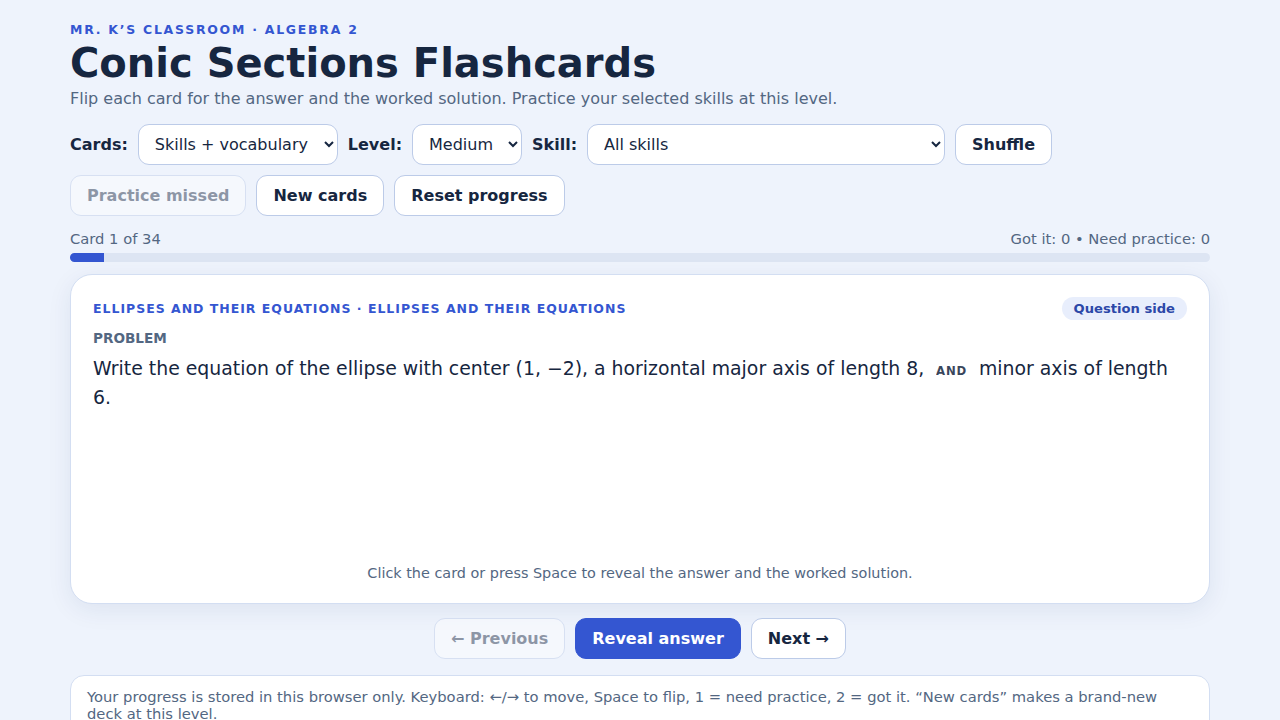 MR. K’S CLASSROOM · ALGEBRA 2
Conic Sections Flashcards
Flip each card for the answer and the worked solution. Practice your selected skills at this level.
Cards: Skills + vocabulary Level: Medium Skill: All skills Shuffle
Practice missed New cards Reset progress
Card 1 of 34 Got it: 0 • Need practice: 0
ELLIPSES AND THEIR EQUATIONS · ELLIPSES AND THEIR EQUATIONS Question side
PROBLEM
Write the equation of the ellipse with center (1, −2), a horizontal major axis of length 8, AND minor axis of length
6.
Click the card or press Space to reveal the answer and the worked solution.
← Previous Reveal answer Next →
Your progress is stored in this browser only. Keyboard: ←/→ to move, Space to flip, 1 = need practice, 2 = got it. “New cards” makes a brand-new
deck at this level.